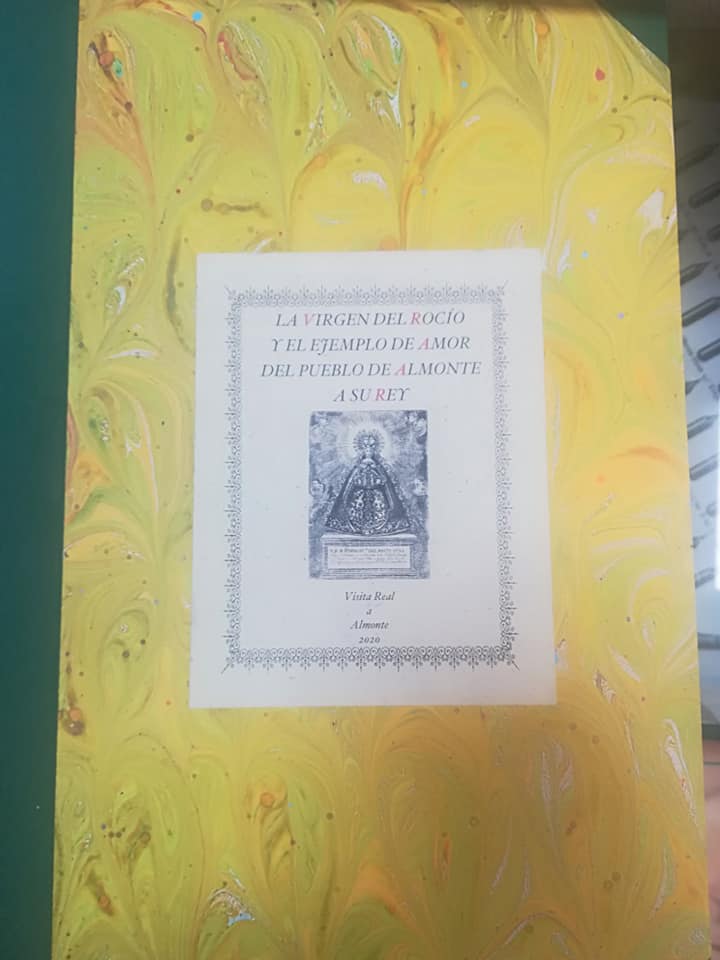 LA VIRGEN DEL ROCÍO
Y EL EJEMPLO DE AMOR
DEL PUEBLO DE ALMONTE
A SU REY
Visita Real
a
Almonte
2020